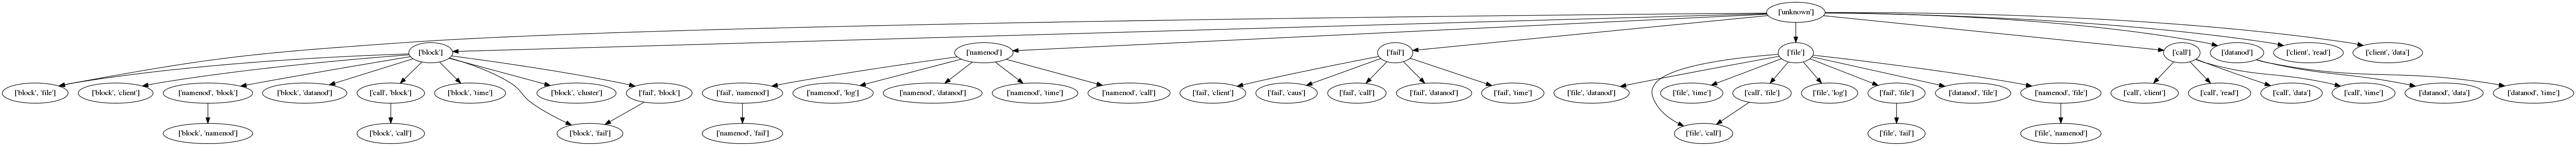 ['unknown']
['block']
['namenod']
['fail']
['file']
['call']
['datanod']
['client', 'read']
['client', 'data']
['block', 'file']
['block', 'client']
['namenod', 'block']
['block', 'datanod']
['call', 'block']
['block', 'time']
['block', 'cluster']
['fail', 'block']
['fail', 'namenod']
['namenod', 'log']
['namenod', 'datanod']
['namenod', 'time']
['namenod', 'call']
['fail', 'client']
['fail', 'caus']
['fail', 'call']
['fail', 'datanod']
['fail', 'time']
['file', 'datanod']
['file', 'time']
['call', 'file']
['file', 'log']
['fail', 'file']
['datanod', 'file']
['namenod', 'file']
['call', 'client']
['call', 'read']
['call', 'data']
['call', 'time']
['datanod', 'data']
['datanod', 'time']
['block', 'namenod']
['block', 'call']
['block', 'fail']
['namenod', 'fail']
['file', 'call']
['file', 'fail']
['file', 'namenod']